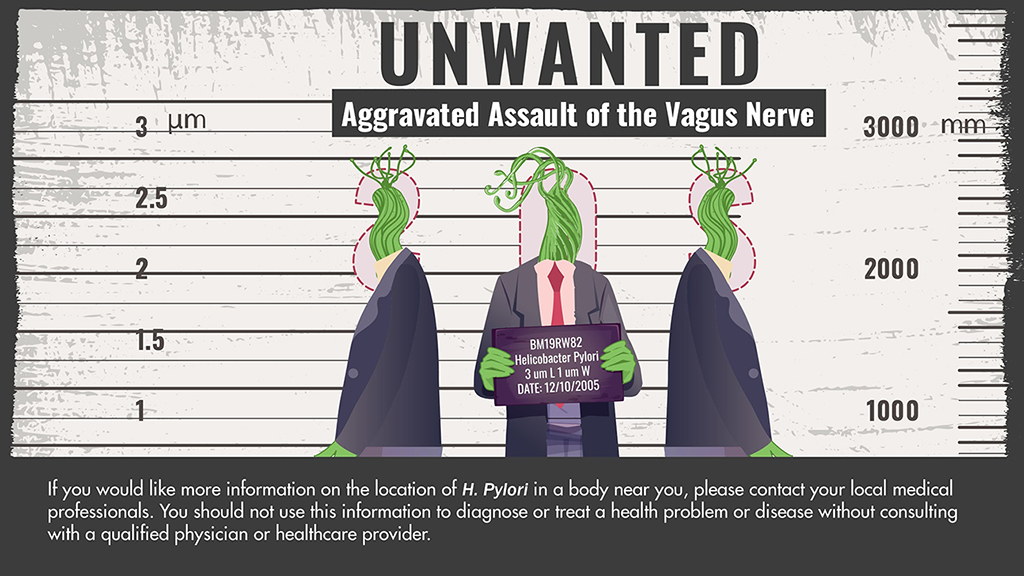 UNWANTED
Aggravated Assault of the Vagus Nerve
3 µm
3000 mm
2.5
2
2000
1.5
1
1000
BM19RW82
Helicobacter Pylori
3 um L 1 um W
DATE: 12/10/2005
If you would like more information on the location of H. Pylori in a body near you, please contact your local medical
professionals. You should not use this information to diagnose or treat a health problem or disease without consulting
with a qualified physician or healthcare provider.